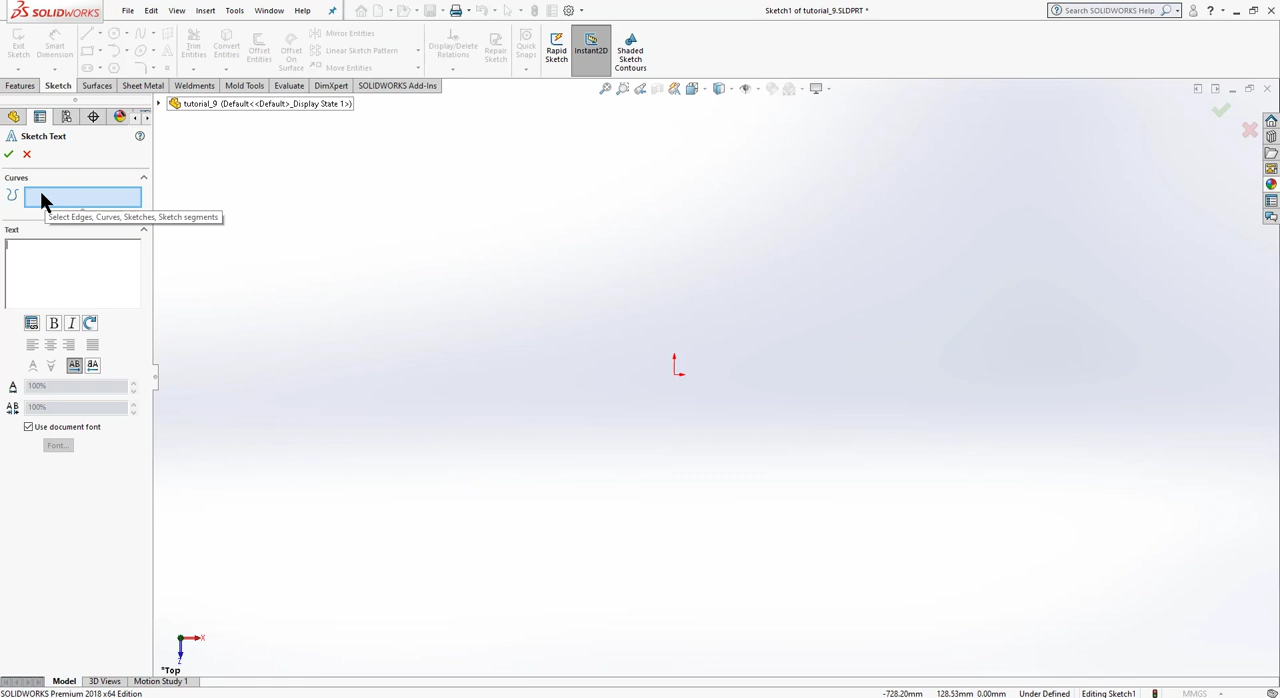 SOLIDWORKS File Edit View Insert Tools Window Help Sketch1 of tutorial_9.SLDPRT * Search SOLIDWORKS Help ?
Exit Sketch
Smart Dimension
Trim Entities
Convert Entities
Offset Entities
Offset On Surface
Mirror Entities
Linear Sketch Pattern
Move Entities
Display/Delete Relations
Repair Sketch
Quick Snaps
Rapid Sketch
Instant2D
Shaded Sketch Contours
Features Sketch Surfaces Sheet Metal Weldments Mold Tools Evaluate DimXpert SOLIDWORKS Add-Ins
tutorial_9 (Default<<Default>_Display State 1>)
Sketch Text
Curves
Select Edges, Curves, Sketches, Sketch segments
Text
B I
AB
100%
AB 100%
Use document font
Font...
X
Z
*Top
Model 3D Views Motion Study 1
SOLIDWORKS Premium 2018 x64 Edition -728.20mm 128.53mm 0.00mm Under Defined Editing Sketch1 MMGS